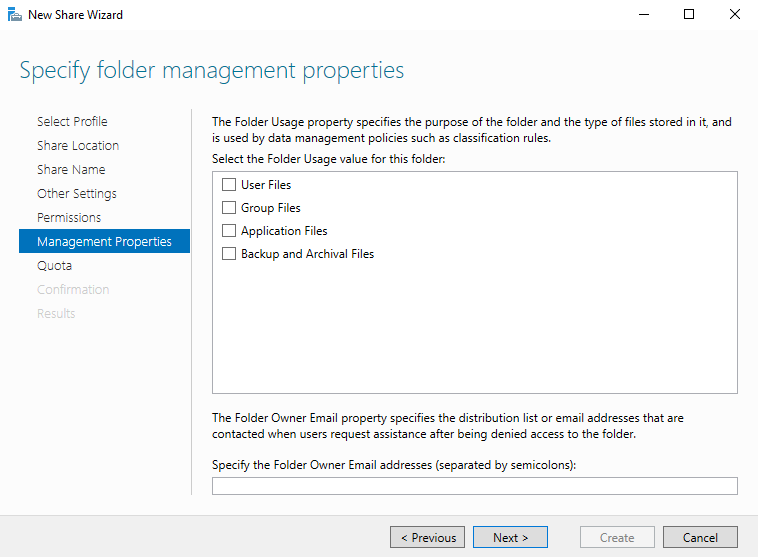 New Share Wizard
Specify folder management properties
Select Profile
Share Location
Share Name
Other Settings
Permissions
Management Properties
Quota
Confirmation
Results
The Folder Usage property specifies the purpose of the folder and the type of files stored in it, and
is used by data management policies such as classification rules.
Select the Folder Usage value for this folder:
User Files
Group Files
Application Files
Backup and Archival Files
The Folder Owner Email property specifies the distribution list or email addresses that are
contacted when users request assistance after being denied access to the folder.
Specify the Folder Owner Email addresses (separated by semicolons):
< Previous
Next >
Create
Cancel